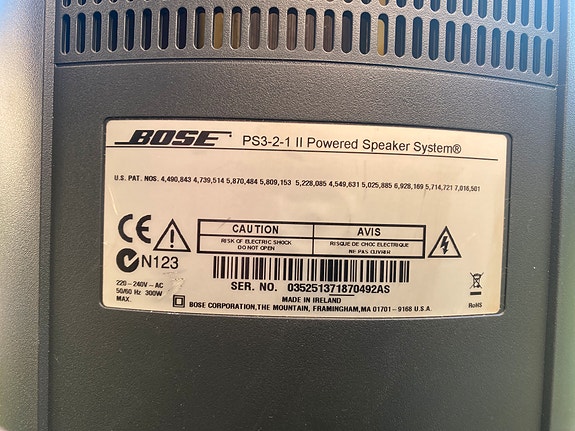 BOSE PS3-2-1 II Powered Speaker System®
U.S. PAT. NOS. 4,490,843 4,739,514 5,870,484 5,809,153 5,228,085 4,549,631 5,025,885 6,928,169 5,714,721 7,016,501
CE
CAUTION
RISK OF ELECTRIC SHOCK
DO NOT OPEN
AVIS
RISQUE DE CHOC ELECTRIQUE
NE PAS OUVRIR
N123
SER. NO. 035251371870492AS
220-240V~AC
50/60 Hz 300W
MAX.
MADE IN IRELAND
BOSE CORPORATION, THE MOUNTAIN, FRAMINGHAM, MA 01701-9168 U.S.A.
RoHS